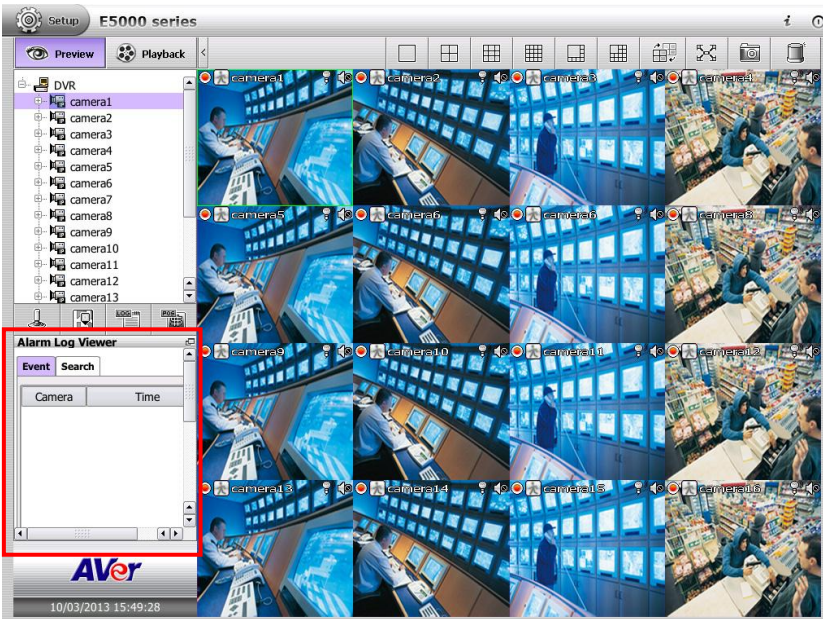 Setup E5000 series i
Preview Playback
DVR
camera1
camera2
camera3
camera4
camera5
camera6
camera7
camera8
camera9
camera10
camera11
camera12
camera13
LOG POS
Alarm Log Viewer
Event Search
Camera Time
AVer
10/03/2013 15:49:28
camera1 camera2 camera3 camera4
camera5 camera6 camera6 camera8
camera9 camera10 camera11 camera12
camera13 camera14 camera15 camera16